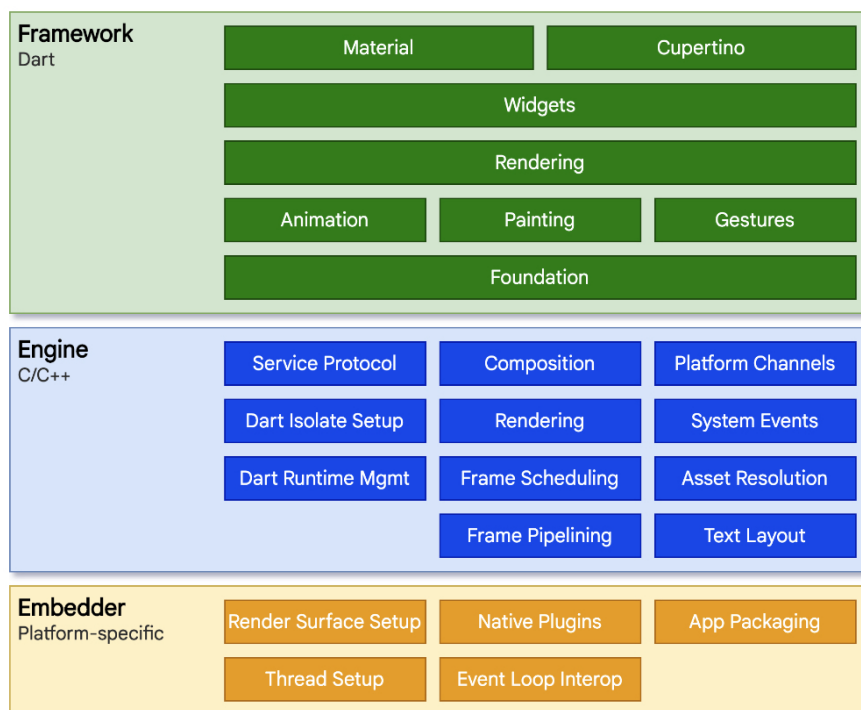 Framework
Dart
Material
Cupertino
Widgets
Rendering
Animation
Painting
Gestures
Foundation
Engine
C/C++
Service Protocol
Composition
Platform Channels
Dart Isolate Setup
Rendering
System Events
Dart Runtime Mgmt
Frame Scheduling
Asset Resolution
Frame Pipelining
Text Layout
Embedder
Platform-specific
Render Surface Setup
Native Plugins
App Packaging
Thread Setup
Event Loop Interop